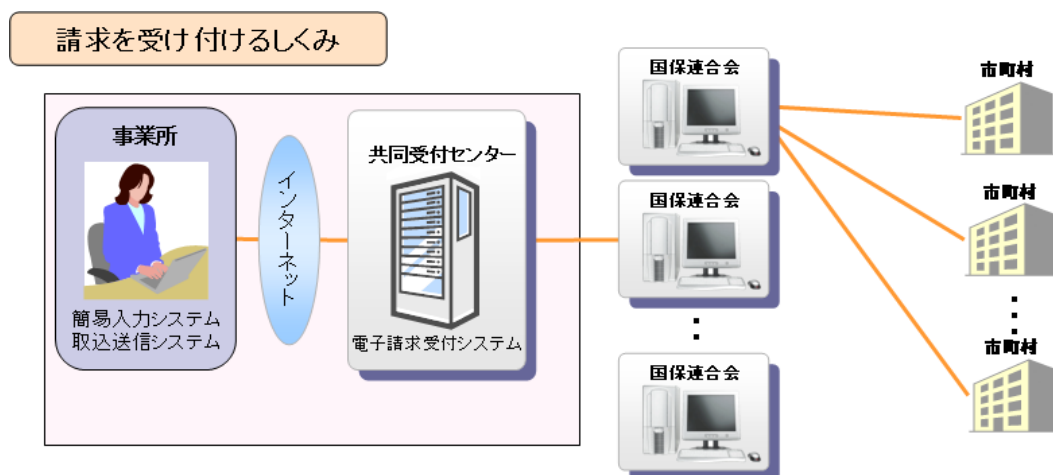 請求を受け付けるしくみ
事業所
簡易入力システム
取込送信システム
インターネット
共同受付センター
電子請求受付システム
国保連合会
国保連合会
国保連合会
市町村
市町村
市町村